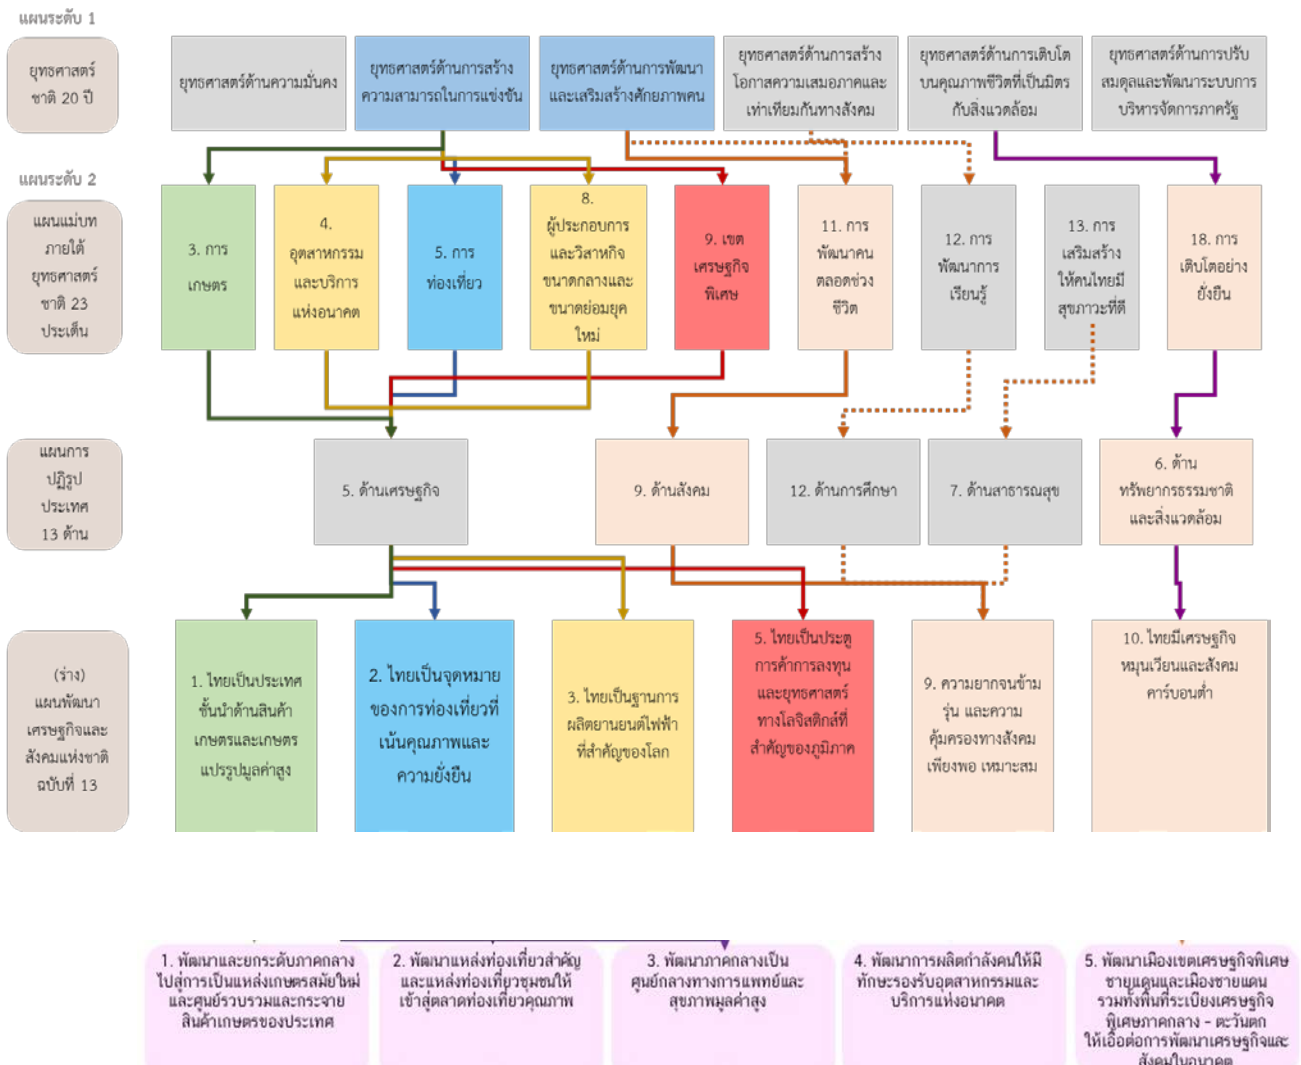 แผนระดับ 1
ยุทธศาสตร์
ชาติ 20 ปี
ยุทธศาสตร์ด้านความมั่นคง
ยุทธศาสตร์ด้านการสร้าง
ความสามารถในการแข่งขัน
ยุทธศาสตร์ด้านการพัฒนา
และเสริมสร้างศักยภาพคน
ยุทธศาสตร์ด้านการสร้าง
โอกาสความเสมอภาคและ
เท่าเทียมกันทางสังคม
ยุทธศาสตร์ด้านการเติบโต
บนคุณภาพชีวิตที่เป็นมิตร
กับสิ่งแวดล้อม
ยุทธศาสตร์ด้านการปรับ
สมดุลและพัฒนาระบบการ
บริหารจัดการภาครัฐ
แผนระดับ 2
แผนแม่บท
ภายใต้
ยุทธศาสตร์
ชาติ 23
ประเด็น
3. การ
เกษตร
4.
อุตสาหกรรม
และบริการ
แห่งอนาคต
5. การ
ท่องเที่ยว
8.
ผู้ประกอบการ
และวิสาหกิจ
ขนาดกลางและ
ขนาดย่อมยุค
ใหม่
9. เขต
เศรษฐกิจ
พิเศษ
11. การ
พัฒนาคน
ตลอดช่วง
ชีวิต
12. การ
พัฒนาการ
เรียนรู้
13. การ
เสริมสร้าง
ให้คนไทยมี
สุขภาวะที่ดี
18. การ
เติบโตอย่าง
ยั่งยืน
แผนการ
ปฏิรูป
ประเทศ
13 ด้าน
5. ด้านเศรษฐกิจ
9. ด้านสังคม
12. ด้านการศึกษา
7. ด้านสาธารณสุข
6. ด้าน
ทรัพยากรธรรมชาติ
และสิ่งแวดล้อม
(ร่าง)
แผนพัฒนา
เศรษฐกิจและ
สังคมแห่งชาติ
ฉบับที่ 13
1. ไทยเป็นประเทศ
ชั้นนำด้านสินค้า
เกษตรและเกษตร
แปรรูปมูลค่าสูง
2. ไทยเป็นจุดหมาย
ของการท่องเที่ยวที่
เน้นคุณภาพและ
ความยั่งยืน
3. ไทยเป็นฐานการ
ผลิตยานยนต์ไฟฟ้า
ที่สำคัญของโลก
5. ไทยเป็นประตู
การค้าการลงทุน
และยุทธศาสตร์
ทางโลจิสติกส์ที่
สำคัญของภูมิภาค
9. ความยากจนข้าม
รุ่น และความ
คุ้มครองทางสังคม
เพียงพอ เหมาะสม
10. ไทยมีเศรษฐกิจ
หมุนเวียนและสังคม
คาร์บอนต่ำ
1. พัฒนาและยกระดับภาคกลาง
ไปสู่การเป็นแหล่งเกษตรสมัยใหม่
และศูนย์รวบรวมและกระจาย
สินค้าเกษตรของประเทศ
2. พัฒนาแหล่งท่องเที่ยวสำคัญ
และแหล่งท่องเที่ยวชุมชนให้
เข้าสู่ตลาดท่องเที่ยวคุณภาพ
3. พัฒนาภาคกลางเป็น
ศูนย์กลางทางการแพทย์และ
สุขภาพมูลค่าสูง
4. พัฒนาการผลิตกำลังคนให้มี
ทักษะรองรับอุตสาหกรรมและ
บริการแห่งอนาคต
5. พัฒนาเมืองเขตเศรษฐกิจพิเศษ
ชายแดนและเมืองชายแดน
รวมทั้งพื้นที่ระเบียงเศรษฐกิจ
พิเศษภาคกลาง - ตะวันตก
ให้เอื้อต่อการพัฒนาเศรษฐกิจและ
สังคมในอนาคต